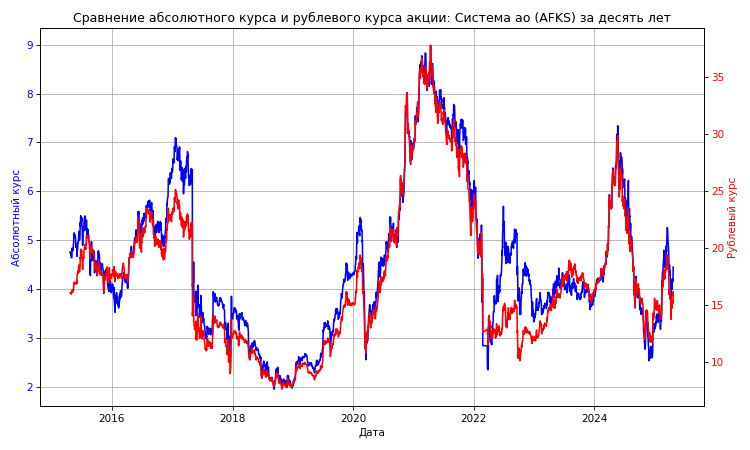 Сравнение абсолютного курса и рублевого курса акции: Система ао (AFKS) за десять лет
9
8
7
6
5
4
3
2
Абсолютный курс
35
30
25
20
15
10
Рублевый курс
2016 2018 2020 2022 2024
Дата